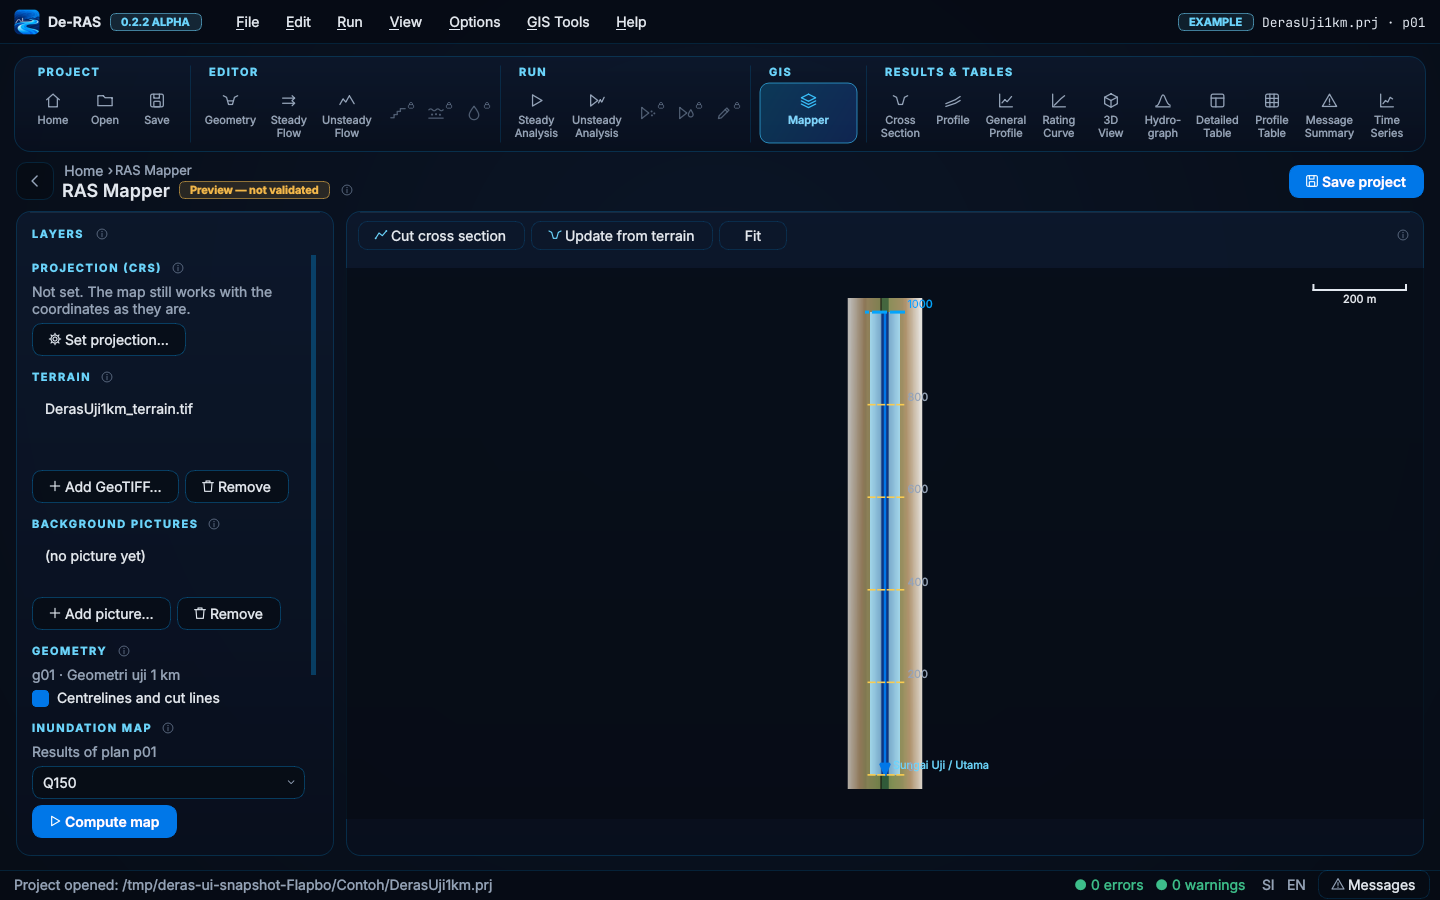 De-RAS 0.2.2 ALPHA File Edit Run View Options GIS Tools Help EXAMPLE DerasUji1km.prj · p01
PROJECT EDITOR RUN GIS RESULTS & TABLES
Home Open Save Geometry Steady Flow Unsteady Flow Steady Analysis Unsteady Analysis Mapper Cross Section Profile General Profile Rating Curve 3D View Hydro-graph Detailed Table Profile Table Message Summary Time Series
Home › RAS Mapper
RAS Mapper Preview — not validated
Save project
LAYERS
PROJECTION (CRS)
Not set. The map still works with the
coordinates as they are.
Set projection...
TERRAIN
DerasUji1km_terrain.tif
+ Add GeoTIFF... Remove
BACKGROUND PICTURES
(no picture yet)
+ Add picture... Remove
GEOMETRY
g01 · Geometri uji 1 km
Centrelines and cut lines
INUNDATION MAP
Results of plan p01
Q150
Compute map
Cut cross section Update from terrain Fit
200 m
1000
/ Utama
Project opened: /tmp/deras-ui-snapshot-Flapbo/Contoh/DerasUji1km.prj
0 errors 0 warnings SI EN Messages